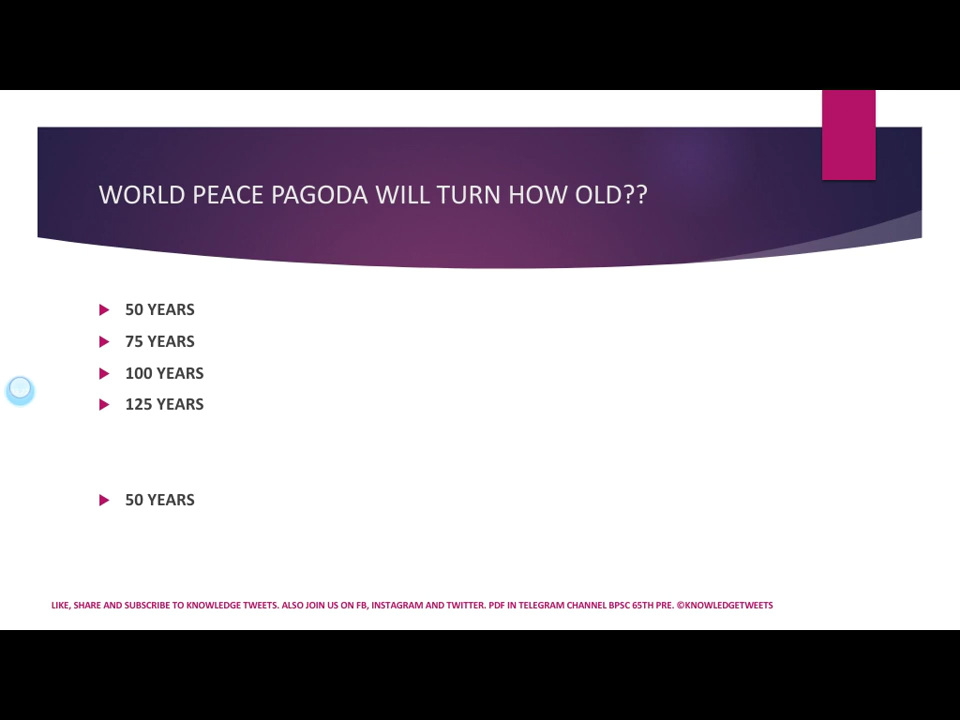 WORLD PEACE PAGODA WILL TURN HOW OLD??
50 YEARS
75 YEARS
100 YEARS
125 YEARS
50 YEARS
LIKE, SHARE AND SUBSCRIBE TO KNOWLEDGE TWEETS. ALSO JOIN US ON FB, INSTAGRAM AND TWITTER. PDF IN TELEGRAM CHANNEL BPSC 65TH PRE. ©KNOWLEDGETWEETS